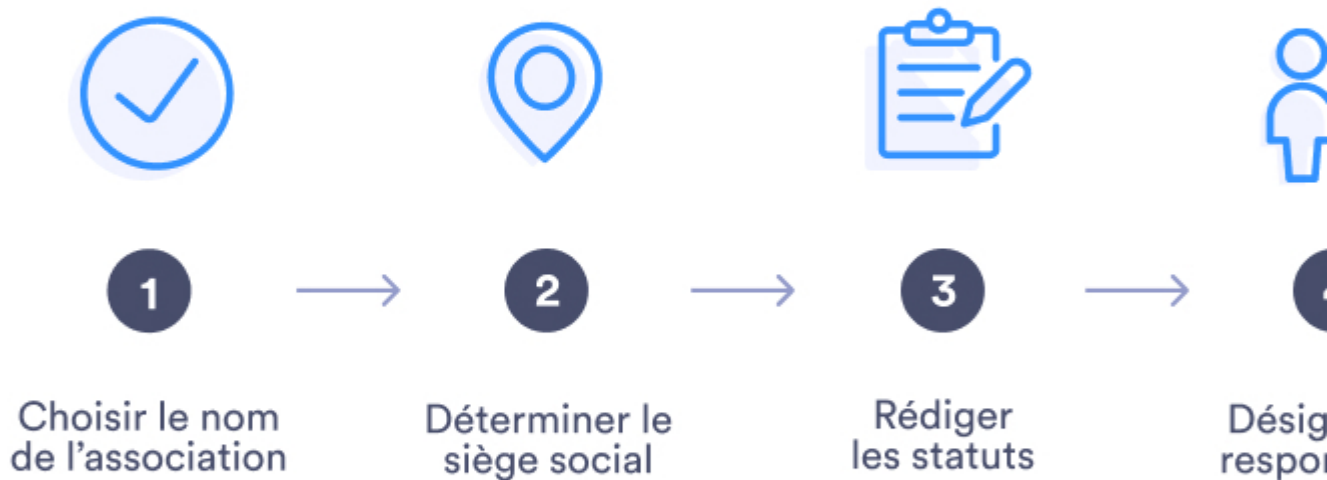 1
2
3
Choisir le nom
de l’association
Déterminer le
siège social
Rédiger
les statuts